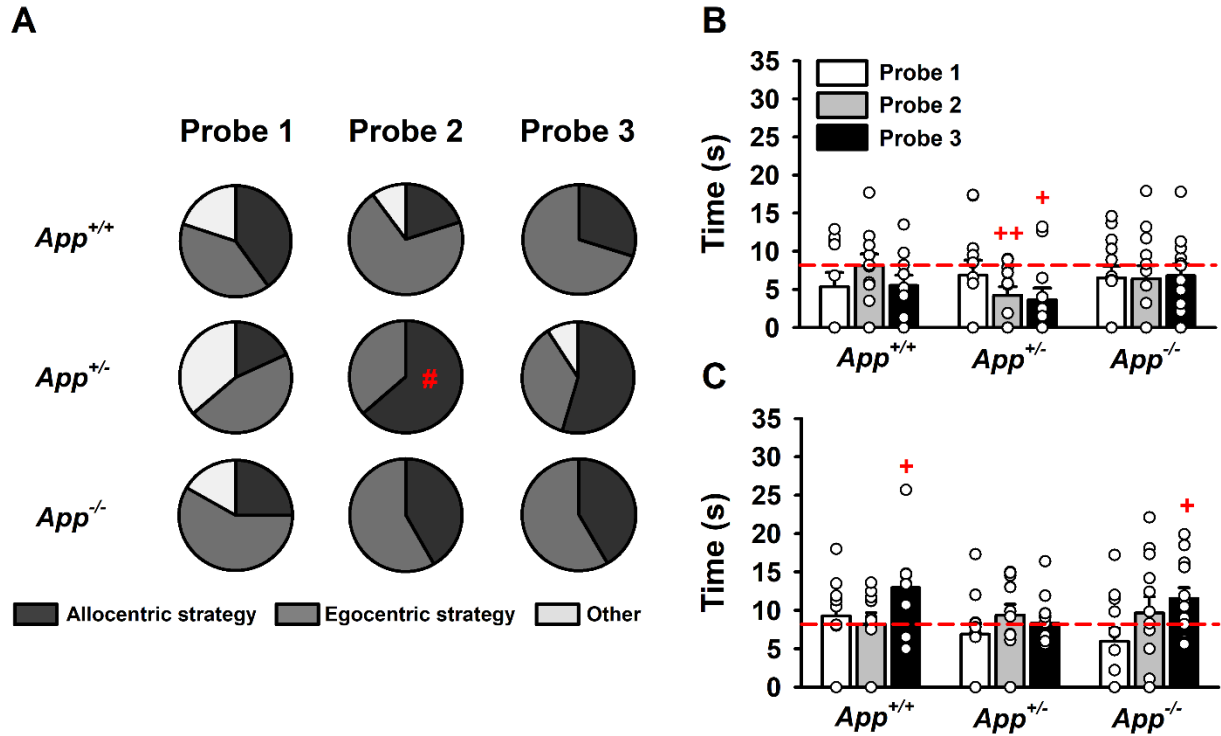 A
Probe 1 Probe 2 Probe 3
App+/+
#
App+/-
App-/-
Allocentric strategy Egocentric strategy Other
B
35
30
25
20
15
10
5
0
Time (s)
Probe 1
Probe 2
Probe 3
++
+
App+/+ App+/- App-/-
C
35
30
25
20
15
10
5
0
Time (s)
+
+
App+/+ App+/- App-/-